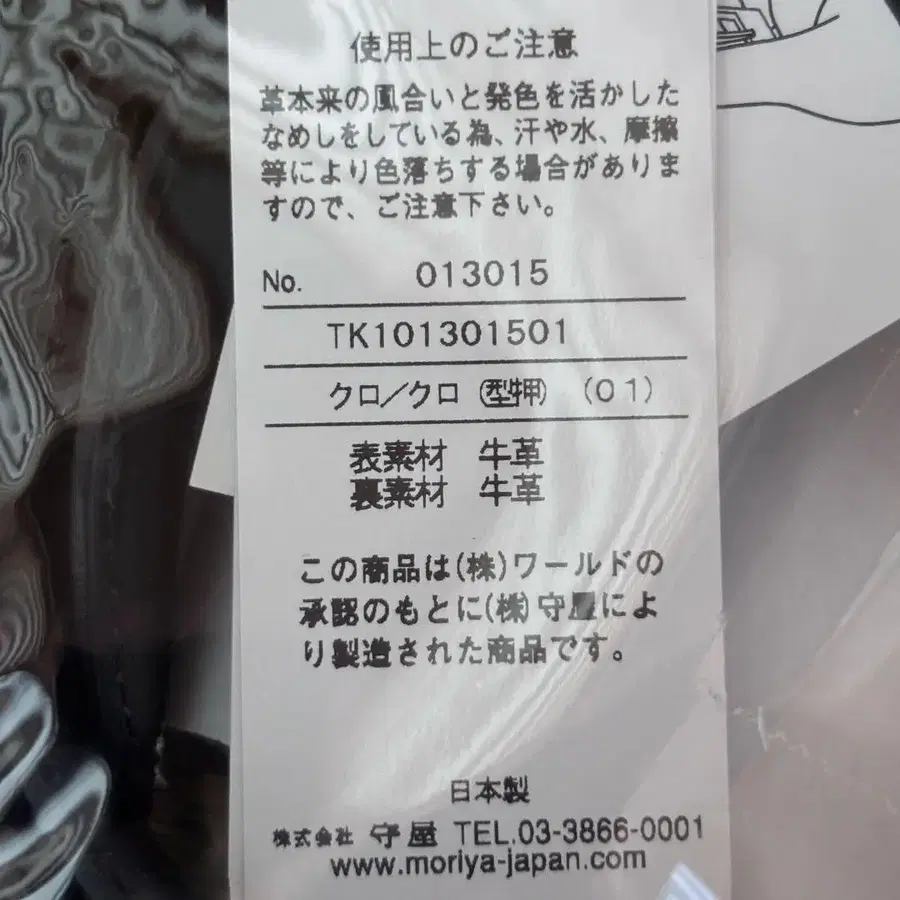 使用上のご注意
革本来の風合いと発色を活かした
なめしをしている為、汗や水、摩擦
等により色落ちする場合がありま
すので、ご注意下さい。
No. 013015
TK101301501
クロ/クロ (型押) (01)
表素材 牛革
裏素材 牛革
この商品は(株)ワールドの
承認のもとに(株)守屋によ
り製造された商品です。
日本製
株式会社 守屋 TEL.03-3866-0001
www.moriya-japan.com